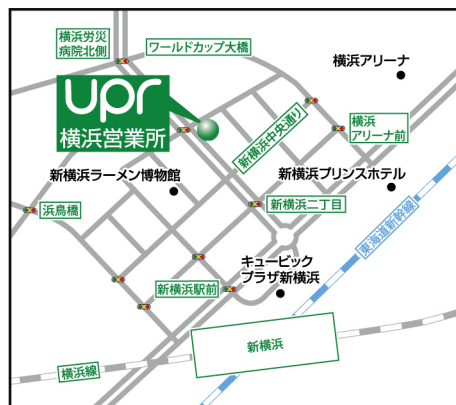 横浜労災
病院北側
ワールドカップ大橋
横浜アリーナ
upr
横浜営業所
新横浜中央通り
横浜
アリーナ前
新横浜ラーメン博物館
新横浜プリンスホテル
浜鳥橋
新横浜二丁目
東海道新幹線
キュービック
プラザ新横浜
新横浜駅前
新横浜
横浜線